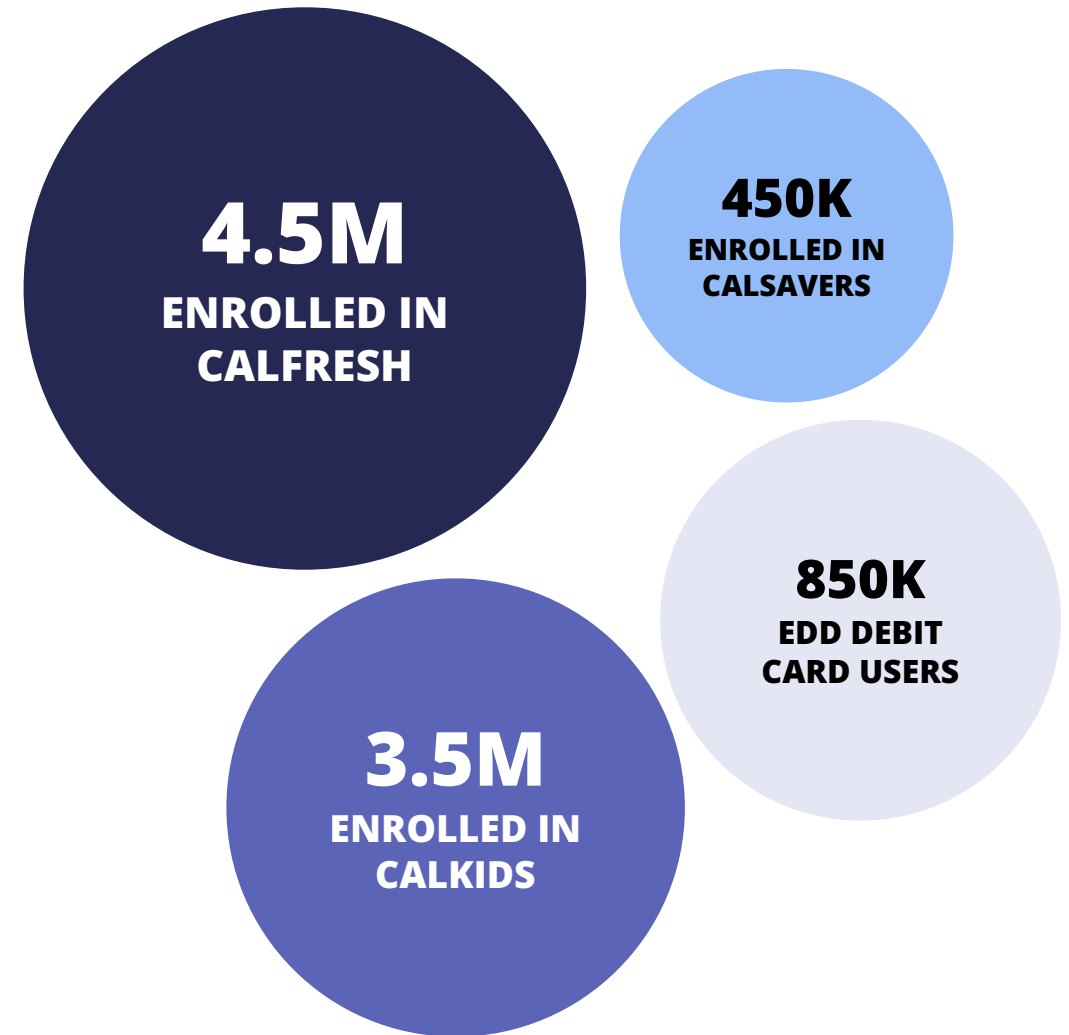 4.5M
ENROLLED IN
CALFRESH
450K
ENROLLED IN
CALSAVERS
850K
EDD DEBIT
CARD USERS
3.5M
ENROLLED IN
CALKIDS